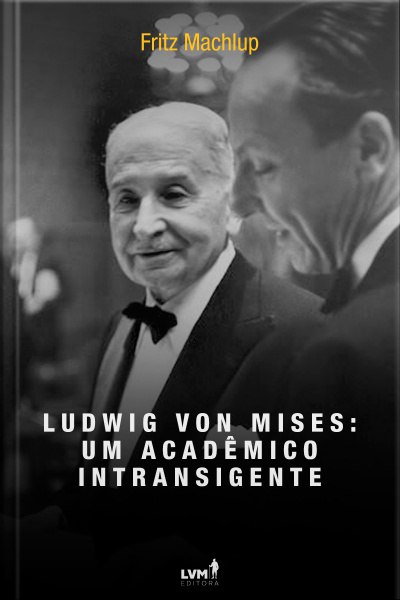 Fritz Machlup
LUDWIG VON MISES:
UM ACADÊMICO
INTRANSIGENTE
LVM
EDITORA